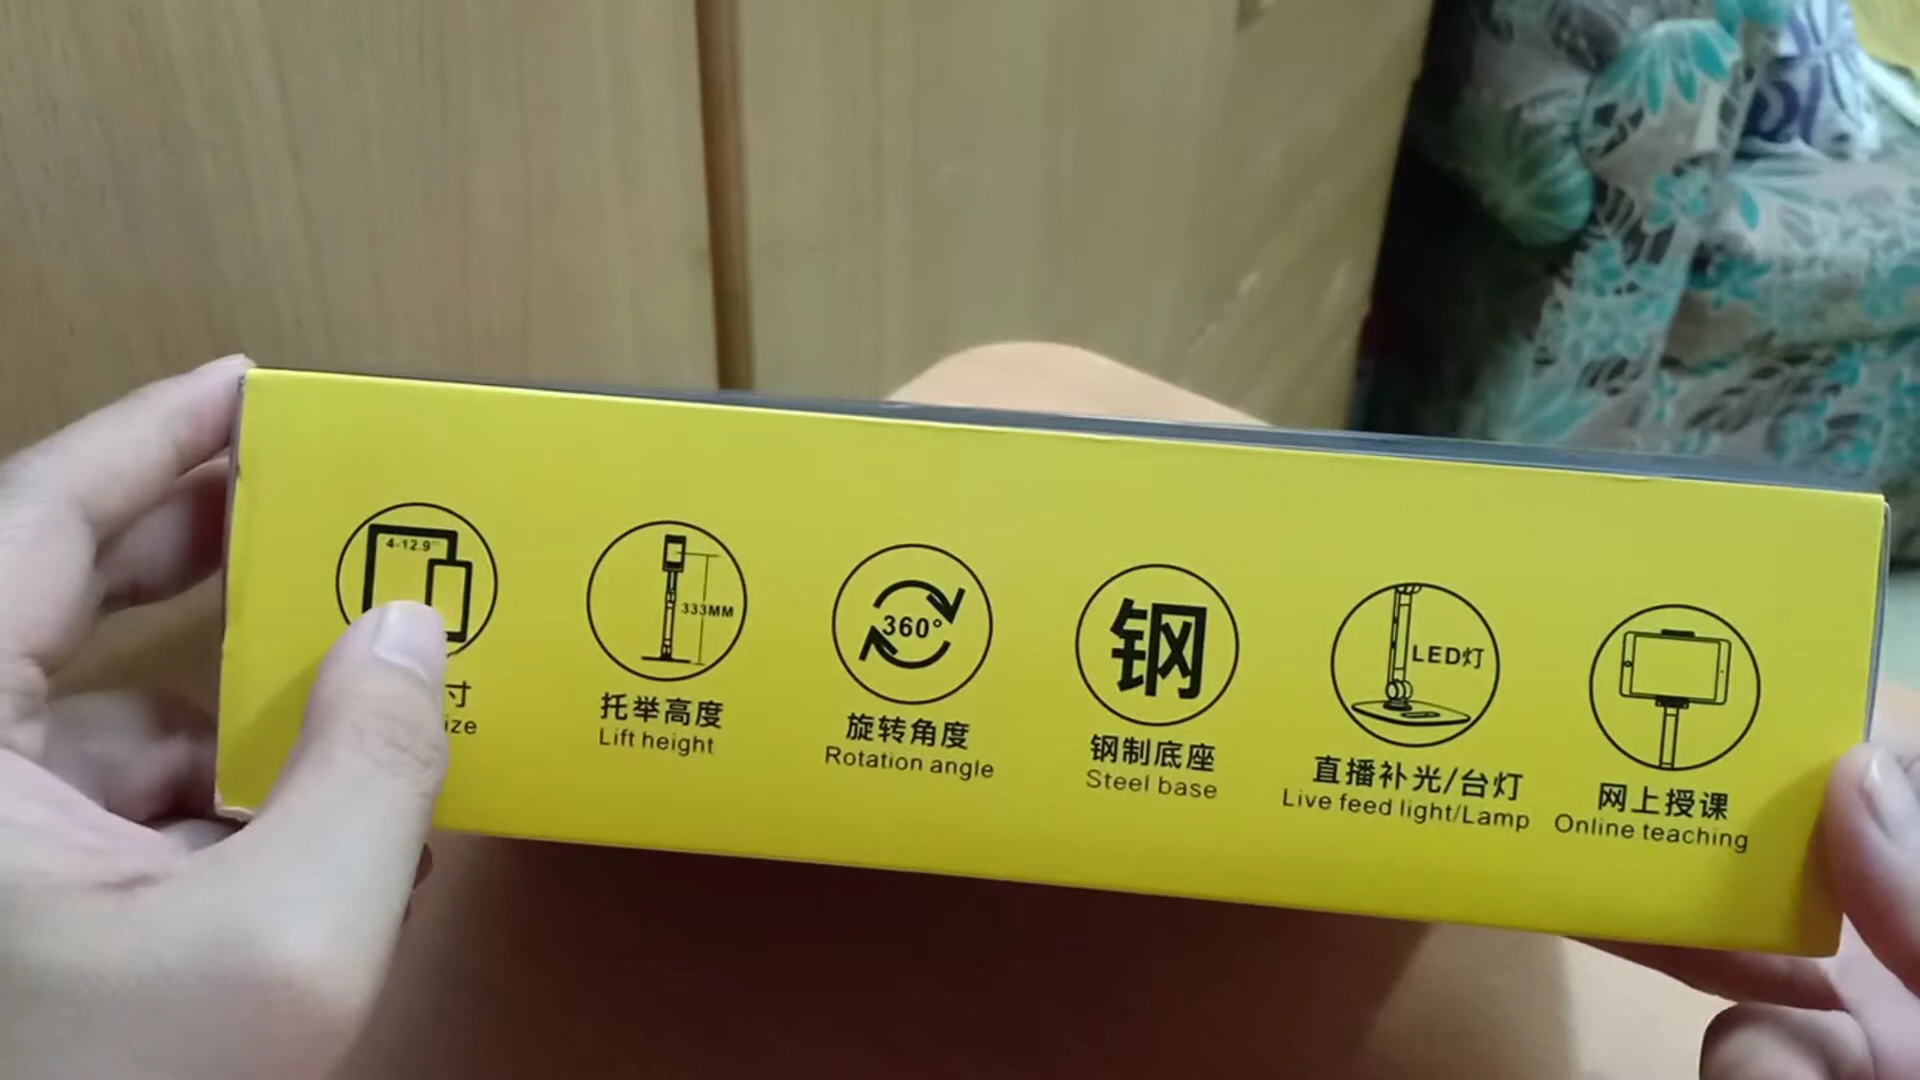 4-12.9"
寸
ize
333MM
托举高度
Lift height
360°
旋转角度
Rotation angle
钢
钢制底座
Steel base
LED灯
直播补光/台灯
Live feed light/Lamp
网上授课
Online teaching